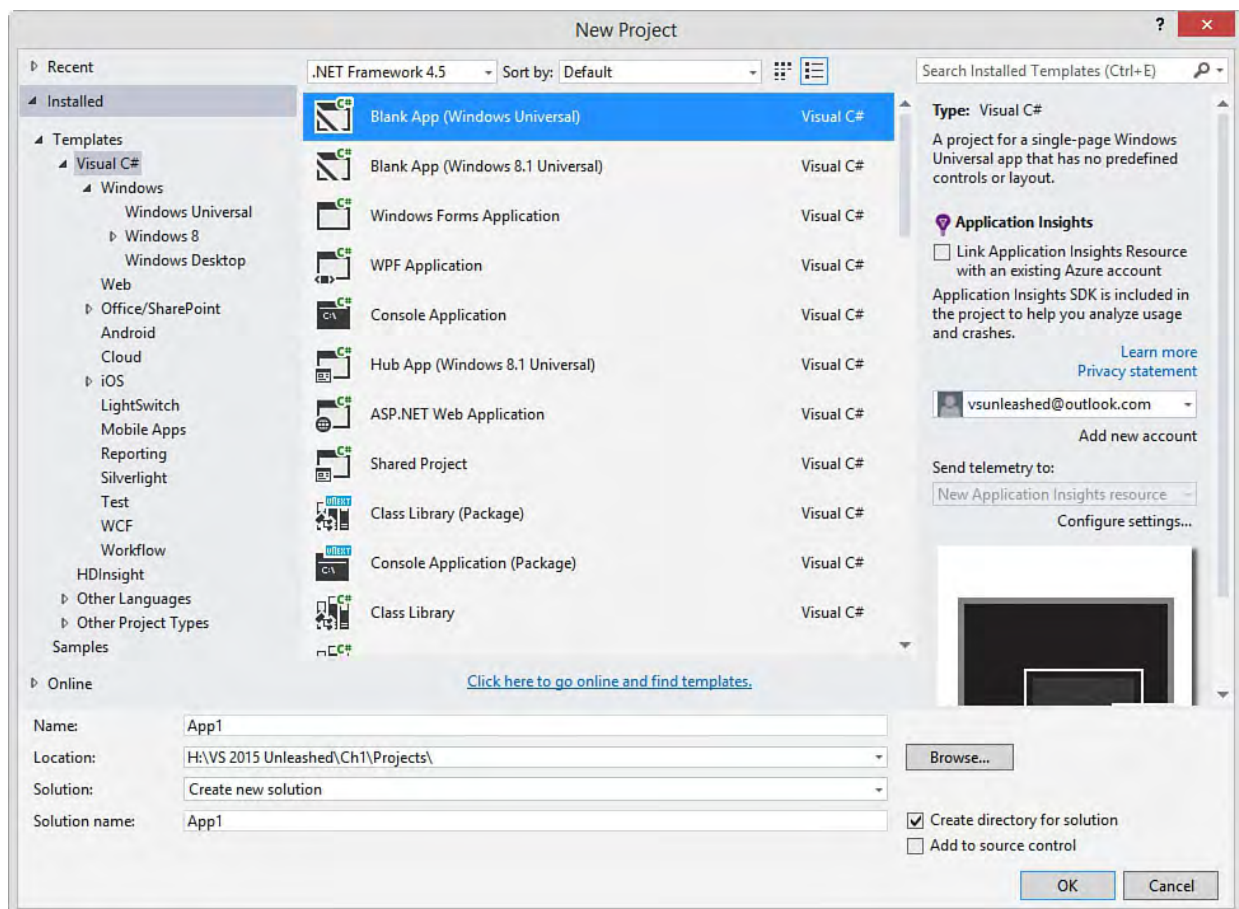 New Project
?
Recent
.NET Framework 4.5
Sort by: Default
Search Installed Templates (Ctrl+E)
Installed
Templates
Visual C#
Windows
Windows Universal
Windows 8
Windows Desktop
Web
Office/SharePoint
Android
Cloud
iOS
LightSwitch
Mobile Apps
Reporting
Silverlight
Test
WCF
Workflow
HDInsight
Other Languages
Other Project Types
Samples
Online
Blank App (Windows Universal) Visual C#
Blank App (Windows 8.1 Universal) Visual C#
Windows Forms Application Visual C#
WPF Application Visual C#
Console Application Visual C#
Hub App (Windows 8.1 Universal) Visual C#
ASP.NET Web Application Visual C#
Shared Project Visual C#
Class Library (Package) Visual C#
Console Application (Package) Visual C#
Class Library Visual C#
Click here to go online and find templates.
Type: Visual C#
A project for a single-page Windows
Universal app that has no predefined
controls or layout.
Application Insights
Link Application Insights Resource
with an existing Azure account
Application Insights SDK is included in
the project to help you analyze usage
and crashes.
Learn more
Privacy statement
vsunleashed@outlook.com
Add new account
Send telemetry to:
New Application Insights resource
Configure settings...
Name: App1
Location: H:\VS 2015 Unleashed\Ch1\Projects\
Browse...
Solution: Create new solution
Solution name: App1
Create directory for solution
Add to source control
OK
Cancel